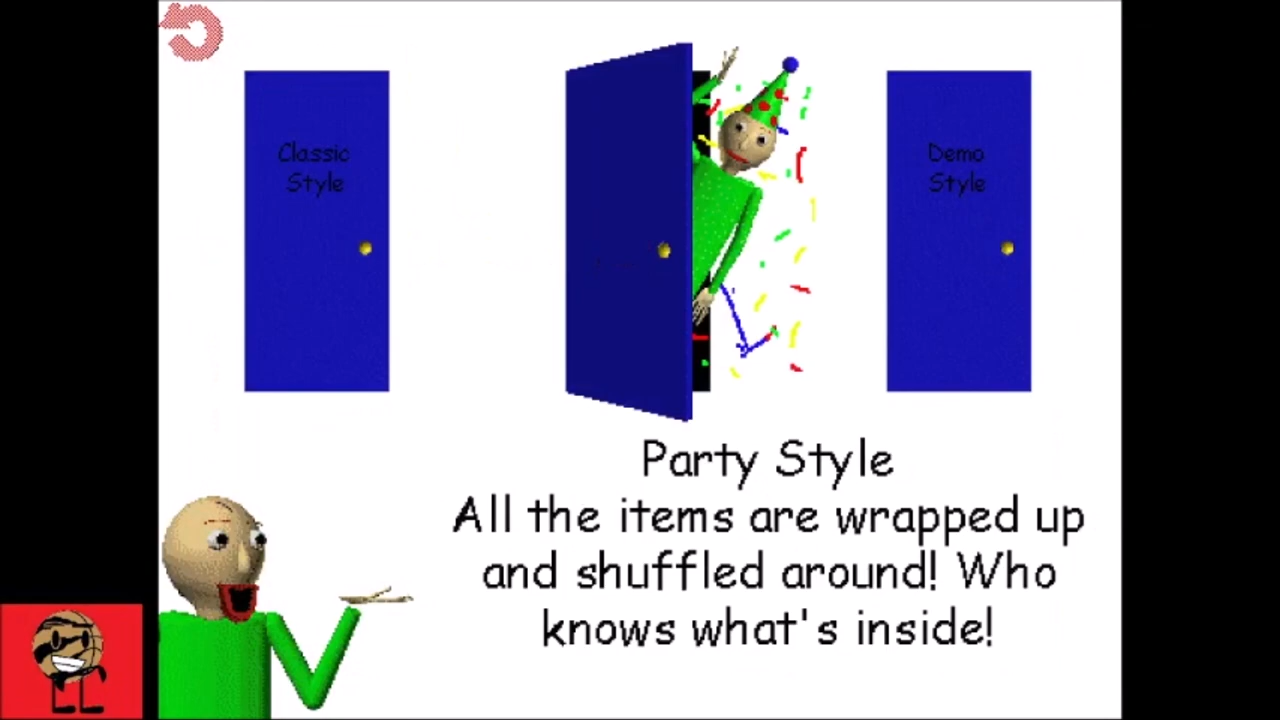 Classic
Style
Demo
Style
Party Style
All the items are wrapped up
and shuffled around! Who
knows what's inside!